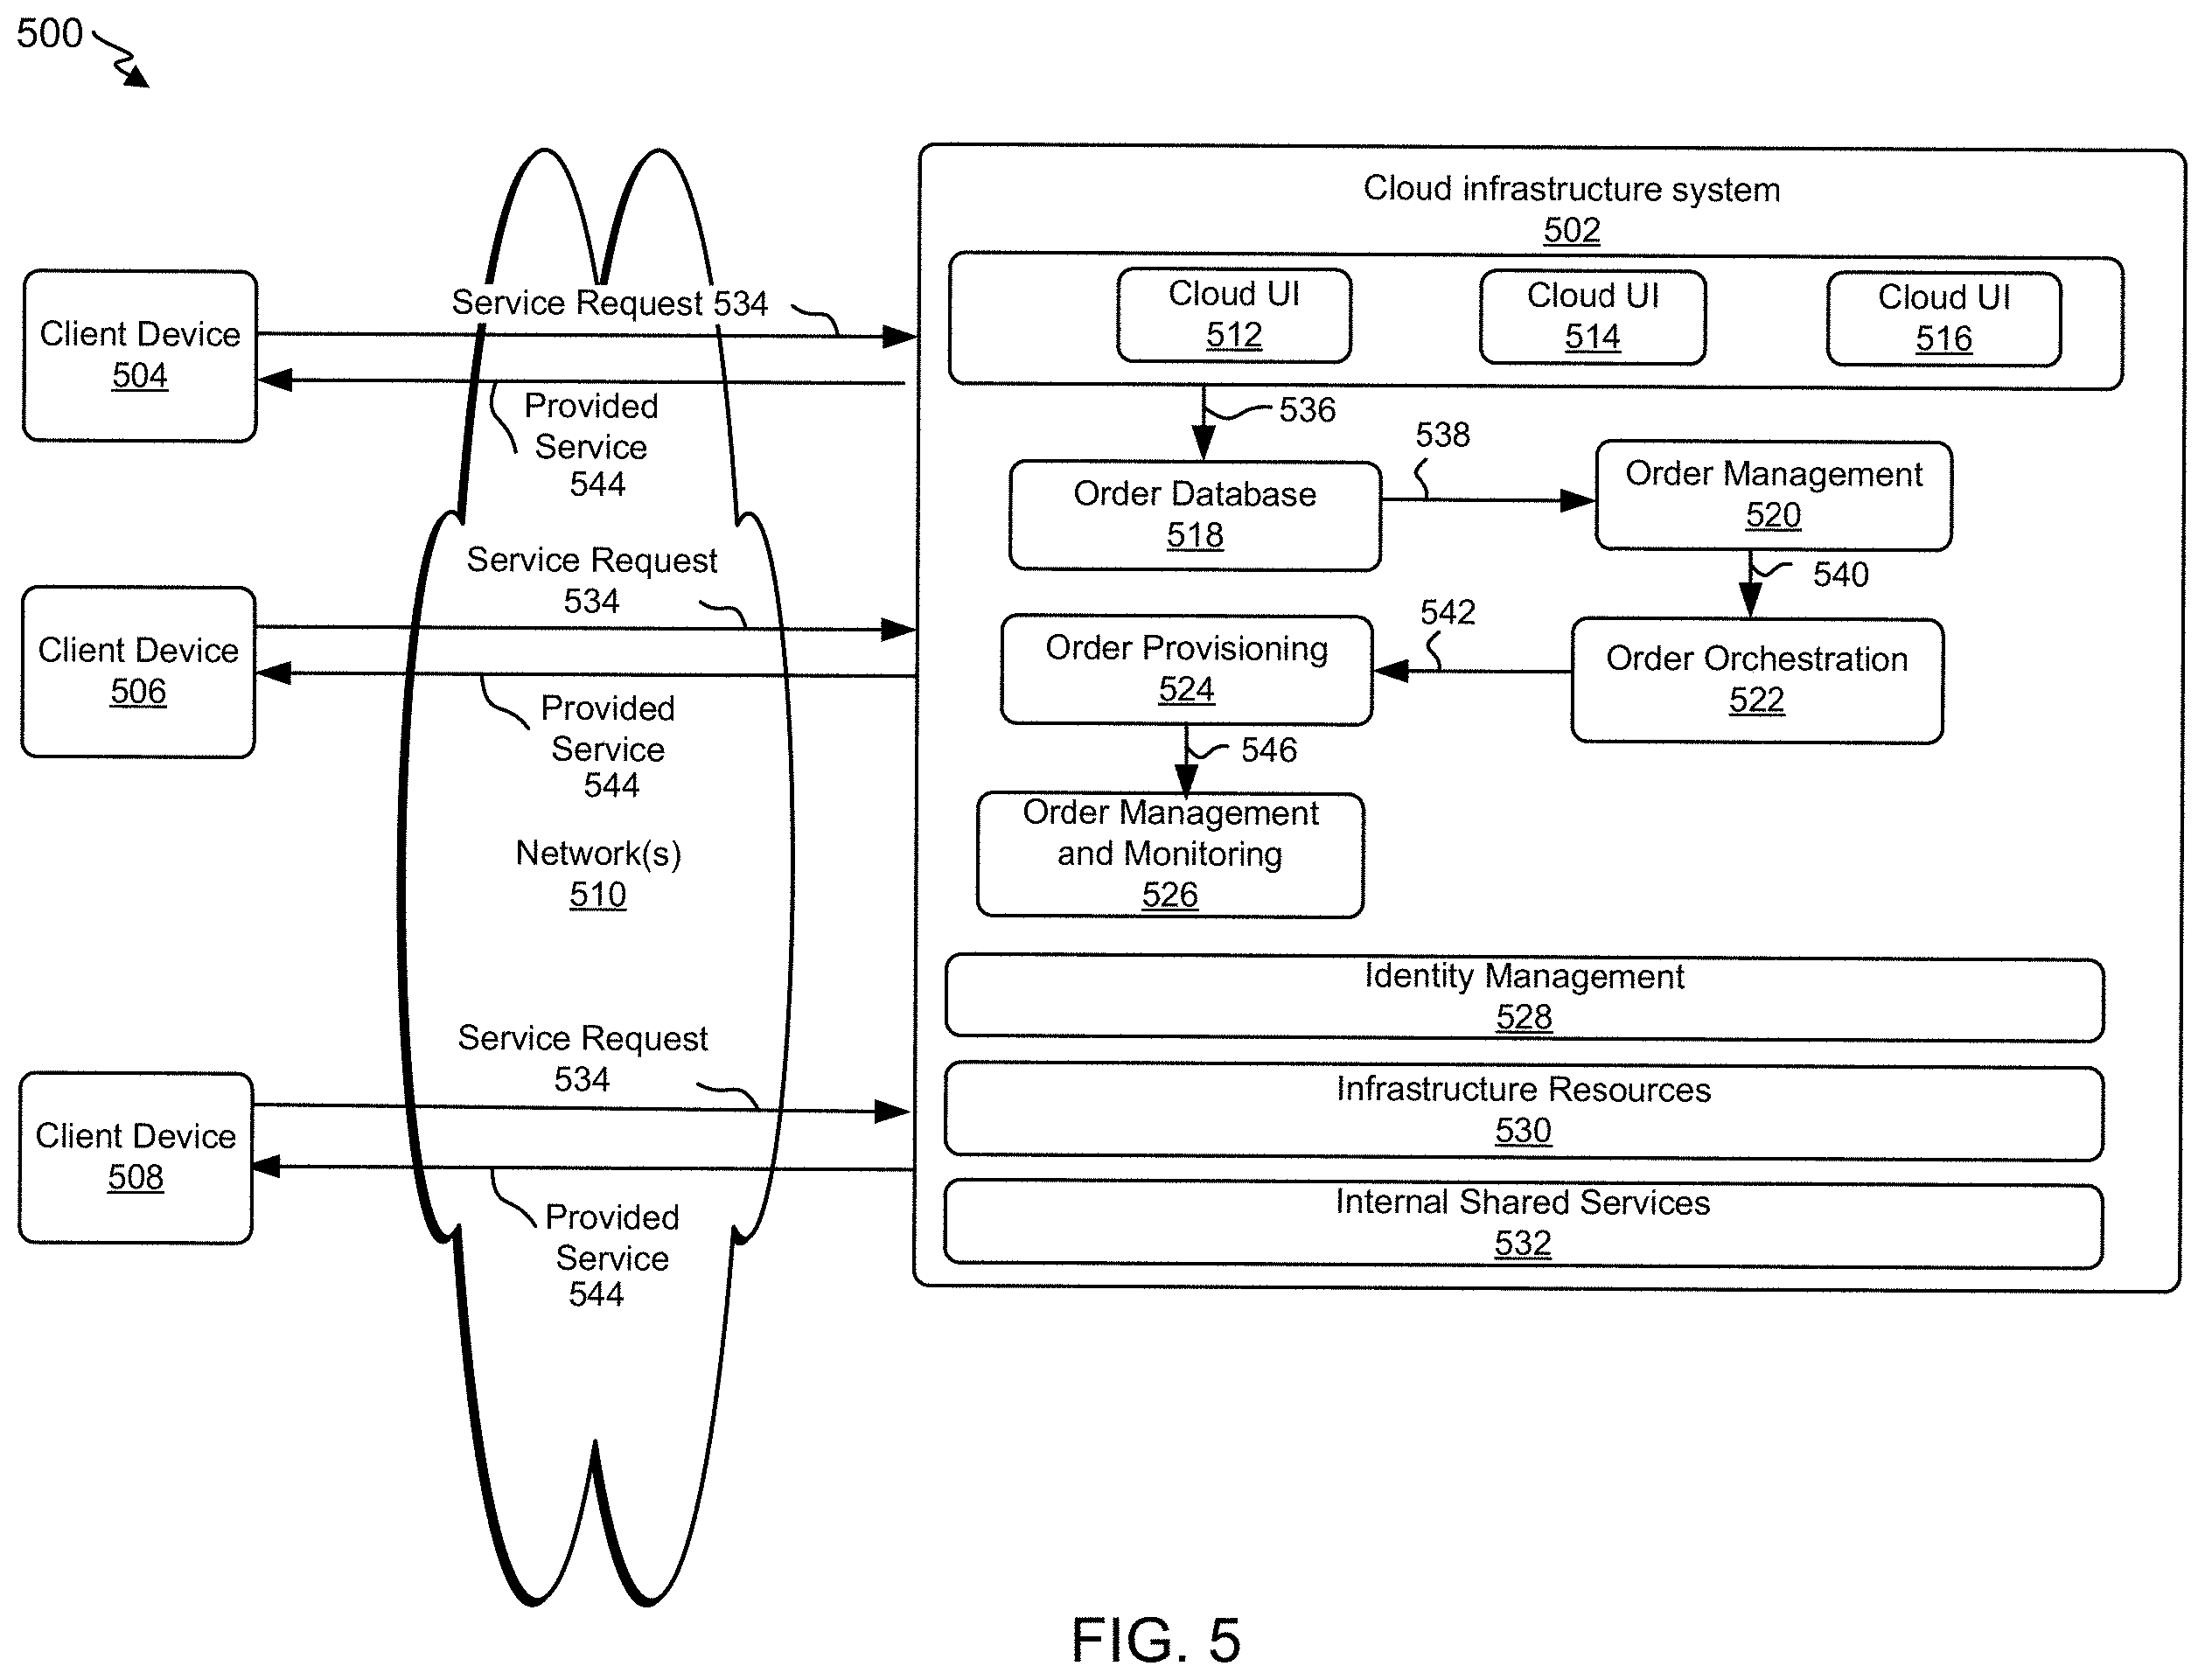 500
Cloud infrastructure system
502
Cloud UI
512
Cloud UI
514
Cloud UI
516
Client Device
504
Service Request 534
Provided
Service
544
536
538
Order Database
518
Order Management
520
540
Client Device
506
Service Request
534
Provided
Service
544
542
Order Provisioning
524
Order Orchestration
522
546
Order Management
and Monitoring
526
Network(s)
510
Identity Management
528
Client Device
508
Service Request
534
Provided
Service
544
Infrastructure Resources
530
Internal Shared Services
532
FIG. 5